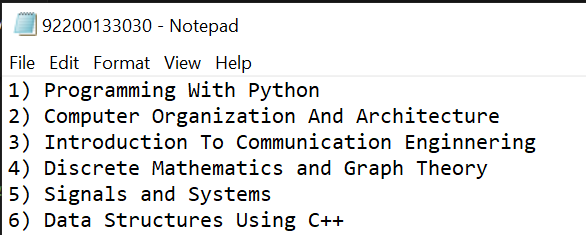 92200133030 - Notepad
File Edit Format View Help
1) Programming With Python
2) Computer Organization And Architecture
3) Introduction To Communication Enginnering
4) Discrete Mathematics and Graph Theory
5) Signals and Systems
6) Data Structures Using C++